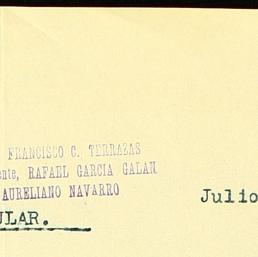 FRANCISCO C. TERRAZAS
ente, RAFAEL GARCIA GALAN
AURELIANO NAVARRO
Julio
ULAR.